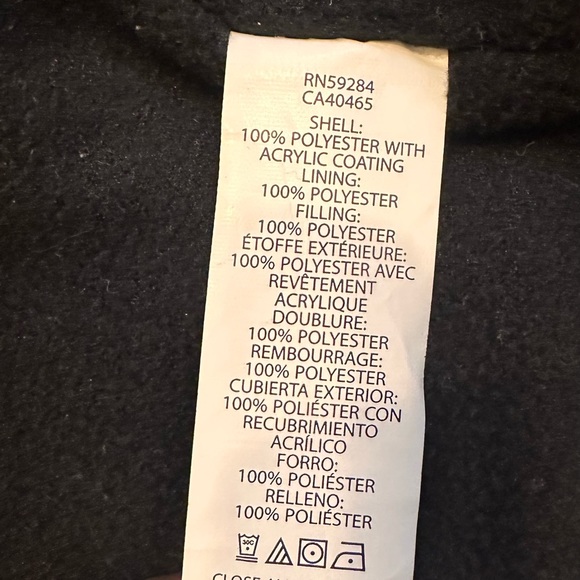 RN59284
CA40465
SHELL:
100% POLYESTER WITH
ACRYLIC COATING
LINING:
100% POLYESTER
FILLING:
100% POLYESTER
ÉTOFFE EXTÉRIEURE:
100% POLYESTER AVEC
REVÊTEMENT
ACRYLIQUE
DOUBLURE:
100% POLYESTER
REMBOURRAGE:
100% POLYESTER
CUBIERTA EXTERIOR:
100% POLIÉSTER CON
RECUBRIMIENTO
ACRÍLICO
FORRO:
100% POLIÉSTER
RELLENO:
100% POLIÉSTER
30C
CLOSE